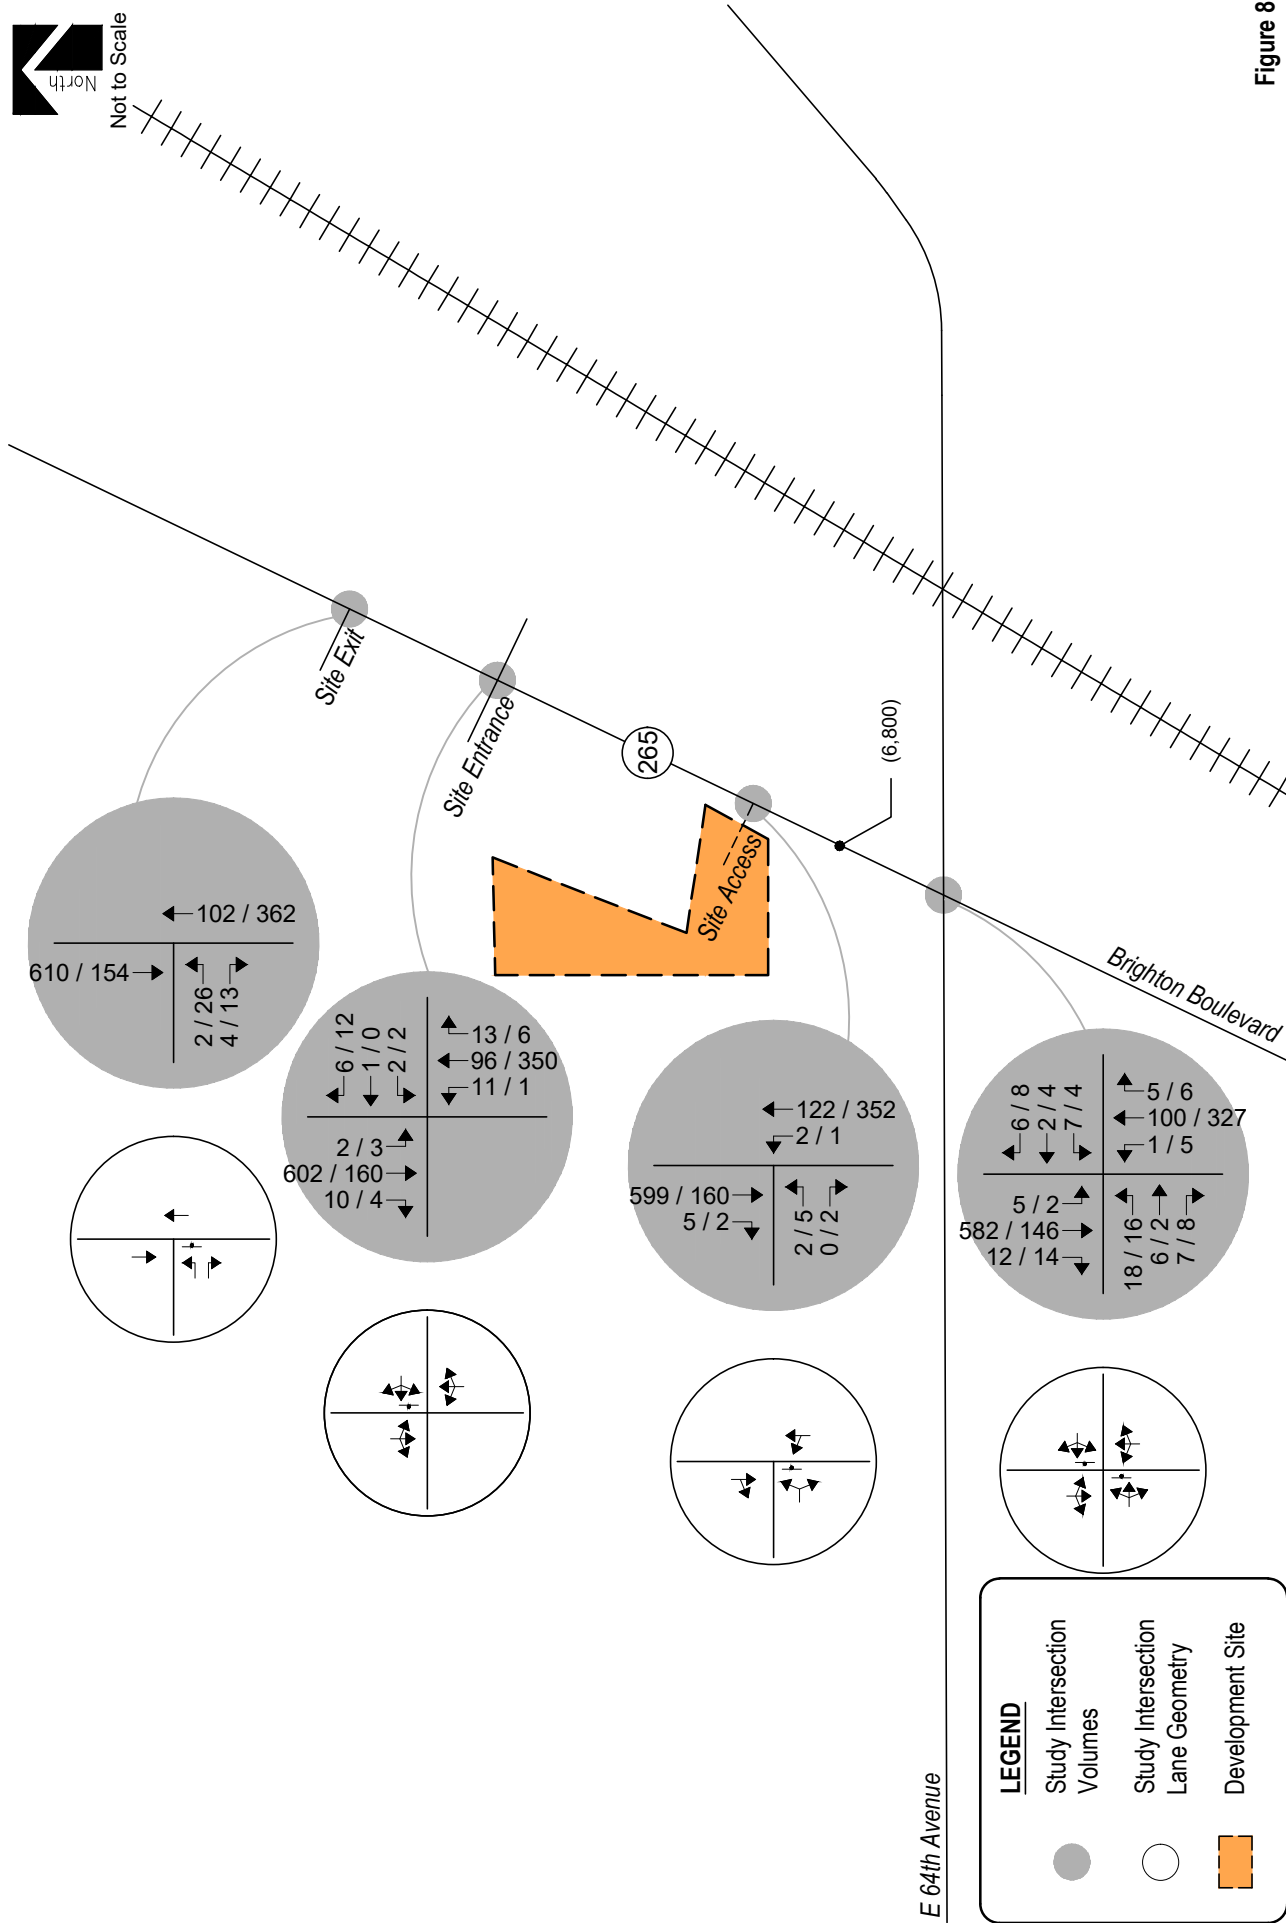 North
Not to Scale
Figure 8
Site Exit
Site Entrance
265
Site Access
(6,800)
Brighton Boulevard
E 64th Avenue
102 / 362
610 / 154
2 / 26
4 / 13
6 / 12
1 / 0
2 / 2
13 / 6
96 / 350
11 / 1
2 / 3
602 / 160
10 / 4
122 / 352
2 / 1
599 / 160
5 / 2
2 / 5
0 / 2
6 / 8
2 / 4
7 / 4
5 / 6
100 / 327
1 / 5
5 / 2
582 / 146
12 / 14
18 / 16
6 / 2
7 / 8
LEGEND
Study Intersection
Volumes
Study Intersection
Lane Geometry
Development Site